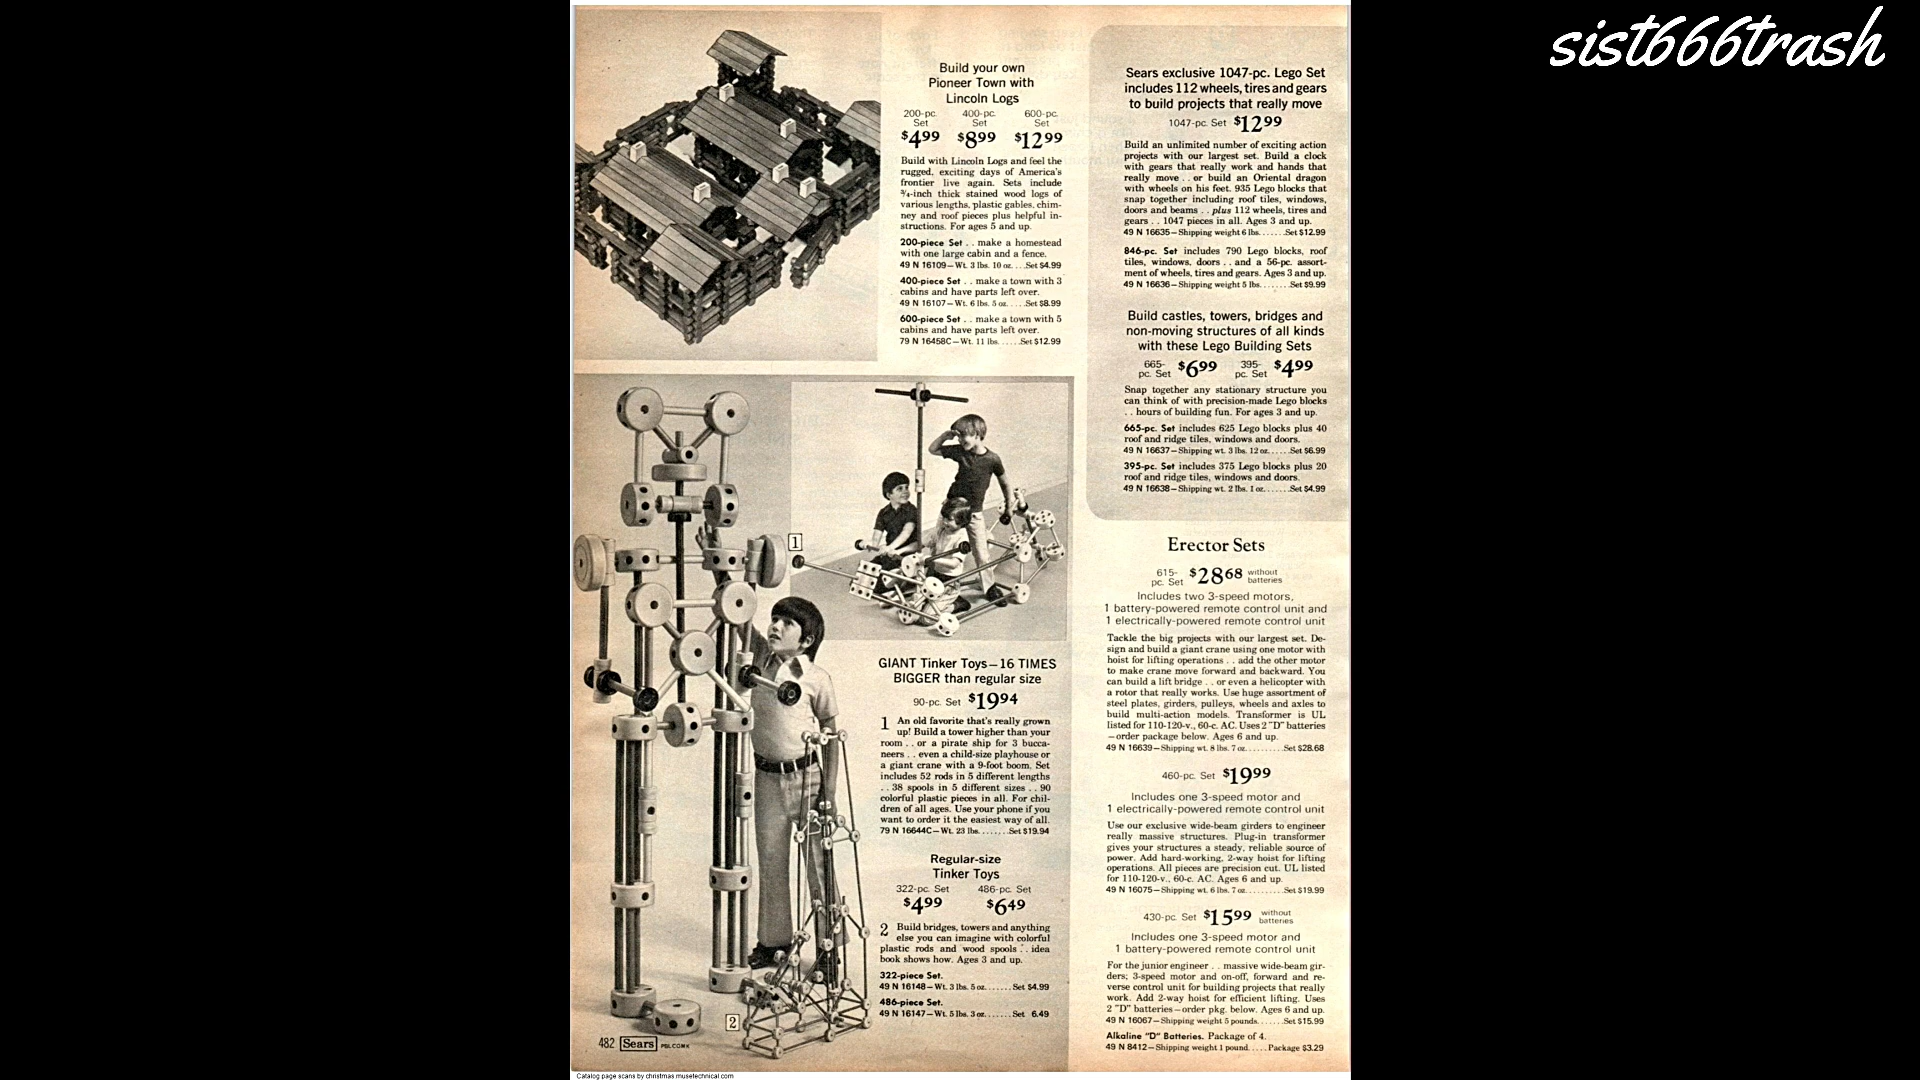 sist666trash
Build your own
Pioneer Town with
Lincoln Logs
200-pc. 400-pc. 600-pc.
Set Set Set
$4.99 $8.99 $12.99
Build with Lincoln Logs and feel the
rugged, exciting days of America's
frontier live again. Sets include
¾-inch thick stained wood logs of
various lengths, plastic gables, chim-
ney and roof pieces plus helpful in-
structions. For ages 5 and up.
200-piece Set . . make a homestead
with one large cabin and a fence.
49 N 16109—Wt. 3 lbs. 10 oz. . . .Set $4.99
400-piece Set . . make a town with 3
cabins and have parts left over.
49 N 16107—Wt. 6 lbs. 5 oz. . . . .Set $8.99
600-piece Set . . make a town with 5
cabins and have parts left over.
79 N 16458C—Wt. 11 lbs. . . . . .Set $12.99
Sears exclusive 1047-pc. Lego Set
includes 112 wheels, tires and gears
to build projects that really move
1047-pc. Set $12.99
Build an unlimited number of exciting action
projects with our largest set. Build a clock
with gears that really work and hands that
really move . . or build an Oriental dragon
with wheels on his feet. 935 Lego blocks that
snap together including roof tiles, windows,
doors and beams . . plus 112 wheels, tires and
gears . . 1047 pieces in all. Ages 3 and up.
49 N 16635—Shipping weight 6 lbs. . . . . . .Set $12.99
846-pc. Set includes 790 Lego blocks, roof
tiles, windows, doors . . and a 56-pc. assort-
ment of wheels, tires and gears. Ages 3 and up.
49 N 16636—Shipping weight 5 lbs. . . . . . . .Set $9.99
Build castles, towers, bridges and
non-moving structures of all kinds
with these Lego Building Sets
665- $6.99 395- $4.99
pc. Set pc. Set
Snap together any stationary structure you
can think of with precision-made Lego blocks
. . hours of building fun. For ages 3 and up.
665-pc. Set includes 625 Lego blocks plus 40
roof and ridge tiles, windows and doors.
49 N 16637—Shipping wt. 3 lbs. 12 oz. . . . . .Set $6.99
395-pc. Set includes 375 Lego blocks plus 20
roof and ridge tiles, windows and doors.
49 N 16638—Shipping wt. 2 lbs. 1 oz. . . . . . .Set $4.99
1
GIANT Tinker Toys—16 TIMES
BIGGER than regular size
90-pc. Set $19.94
1 An old favorite that's really grown
up! Build a tower higher than your
room . . or a pirate ship for 3 bucca-
neers . . even a child-size playhouse or
a giant crane with a 9-foot boom. Set
includes 52 rods in 5 different lengths
. . 38 spools in 5 different sizes . . 90
colorful plastic pieces in all. For chil-
dren of all ages. Use your phone if you
want to order it the easiest way of all.
79 N 16644C—Wt. 23 lbs. . . . . . . .Set $19.94
Regular-size
Tinker Toys
322-pc. Set 486-pc. Set
$4.99 $6.49
2 Build bridges, towers and anything
else you can imagine with colorful
plastic rods and wood spools . . idea
book shows how. Ages 3 and up.
322-piece Set.
49 N 16148—Wt. 3 lbs. 5 oz. . . . . . . Set $4.99
486-piece Set.
49 N 16147—Wt. 5 lbs. 3 oz. . . . . . . Set 6.49
2
Erector Sets
615- $28.68 without
pc. Set batteries
Includes two 3-speed motors,
1 battery-powered remote control unit and
1 electrically-powered remote control unit
Tackle the big projects with our largest set. De-
sign and build a giant crane using one motor with
hoist for lifting operations . . add the other motor
to make crane move forward and backward. You
can build a lift bridge . . or even a helicopter with
a rotor that really works. Use huge assortment of
steel plates, girders, pulleys, wheels and axles to
build multi-action models. Transformer is UL
listed for 110-120-v., 60-c. AC. Uses 2 "D" batteries
—order package below. Ages 6 and up.
49 N 16639—Shipping wt. 8 lbs. 7 oz. . . . . . . . . .Set $28.68
460-pc. Set $19.99
Includes one 3-speed motor and
1 electrically-powered remote control unit
Use our exclusive wide-beam girders to engineer
really massive structures. Plug-in transformer
gives your structures a steady, reliable source of
power. Add hard-working, 2-way hoist for lifting
operations. All pieces are precision cut. UL listed
for 110-120-v., 60-c. AC. Ages 6 and up.
49 N 16075—Shipping wt. 6 lbs. 7 oz. . . . . . . . . .Set $19.99
430-pc. Set $15.99 without
batteries
Includes one 3-speed motor and
1 battery-powered remote control unit
For the junior engineer . . massive wide-beam gir-
ders; 3-speed motor and on-off, forward and re-
verse control unit for building projects that really
work. Add 2-way hoist for efficient lifting. Uses
2 "D" batteries—order pkg. below. Ages 6 and up.
49 N 16067—Shipping weight 5 pounds. . . . . .Set $15.99
Alkaline "D" Batteries. Package of 4.
49 N 8412—Shipping weight 1 pound. . . . . Package $3.29
482 Sears
Catalog page scans by christmas.musetechnical.com